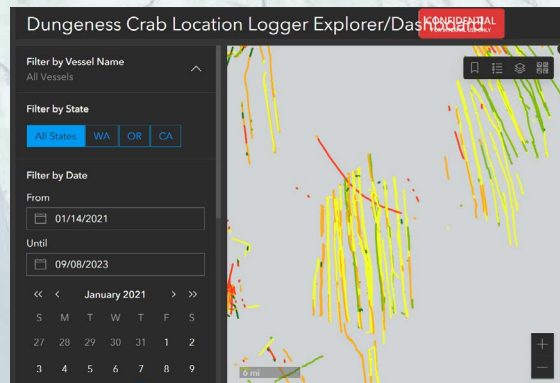 Dungeness Crab Location Logger Explorer/Dashboard
CONFIDENTIAL
Filter by Vessel Name
All Vessels
Filter by State
All States WA OR CA
Filter by Date
From
01/14/2021
Until
09/08/2023
« < January 2021 > »
S M T W T F S
27 28 29 30 31 1 2
3 4 5 6 7 8 9
6 mi
+
−